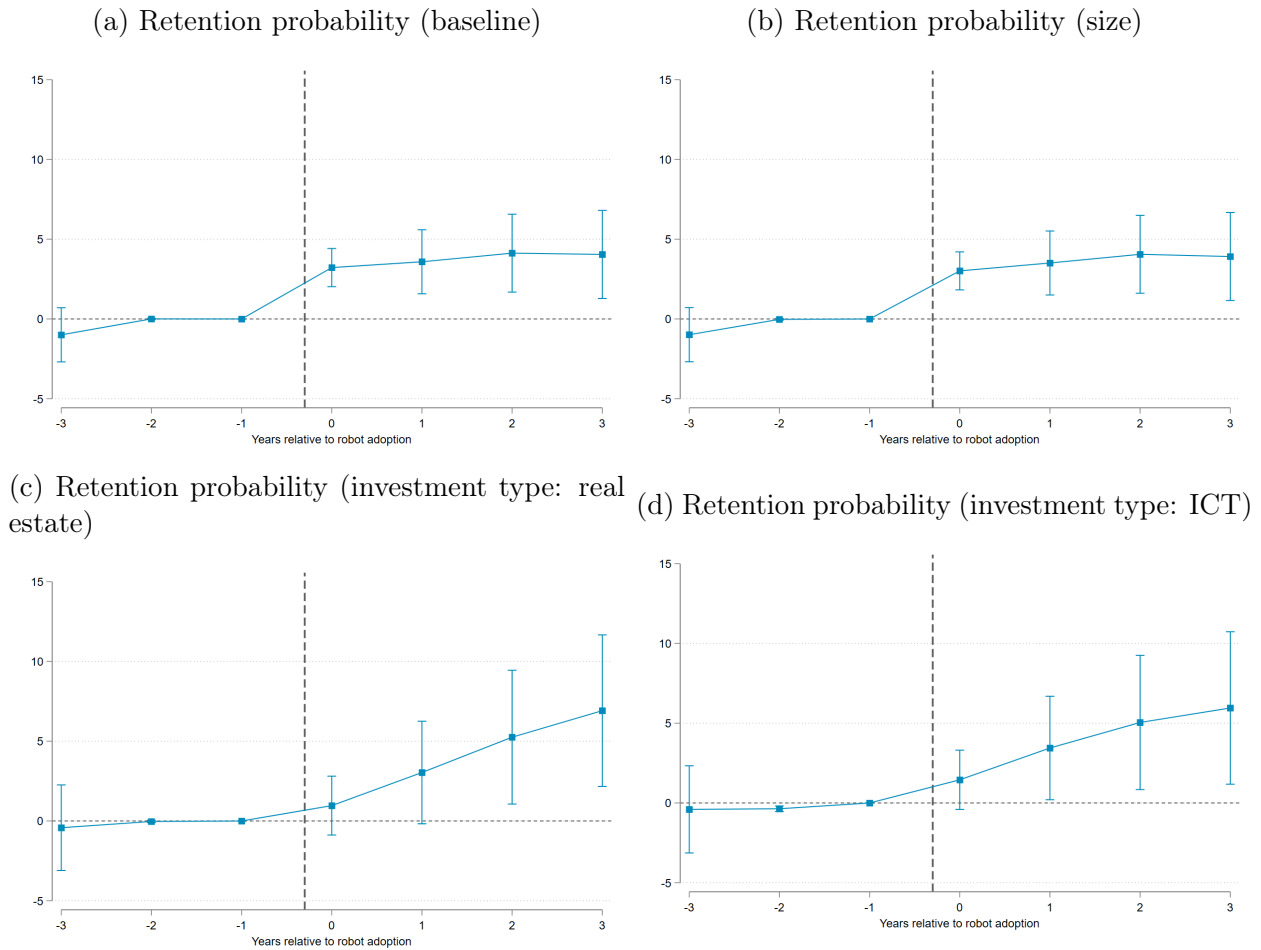 (a) Retention probability (baseline)
15
10
5
0
-5
-3 -2 -1 0 1 2 3
Years relative to robot adoption
(b) Retention probability (size)
15
10
5
0
-5
-3 -2 -1 0 1 2 3
Years relative to robot adoption
(c) Retention probability (investment type: real
estate)
15
10
5
0
-5
-3 -2 -1 0 1 2 3
Years relative to robot adoption
(d) Retention probability (investment type: ICT)
15
10
5
0
-5
-3 -2 -1 0 1 2 3
Years relative to robot adoption